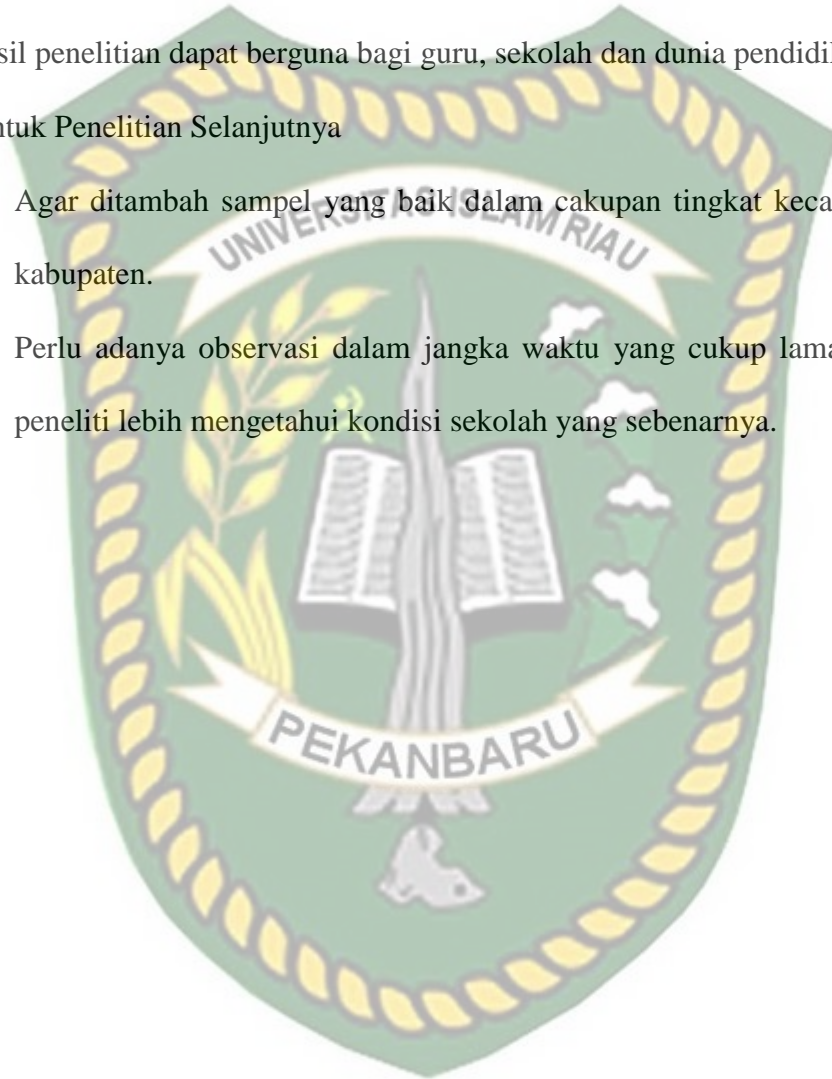 sil penelitian dapat berguna bagi guru, sekolah dan dunia pendidi
ntuk Penelitian Selanjutnya
Agar ditambah sampel yang baik dalam cakupan tingkat keca
kabupaten.
Perlu adanya observasi dalam jangka waktu yang cukup lama
peneliti lebih mengetahui kondisi sekolah yang sebenarnya.
UNIVERSITAS ISLAM RIAU
PEKANBARU